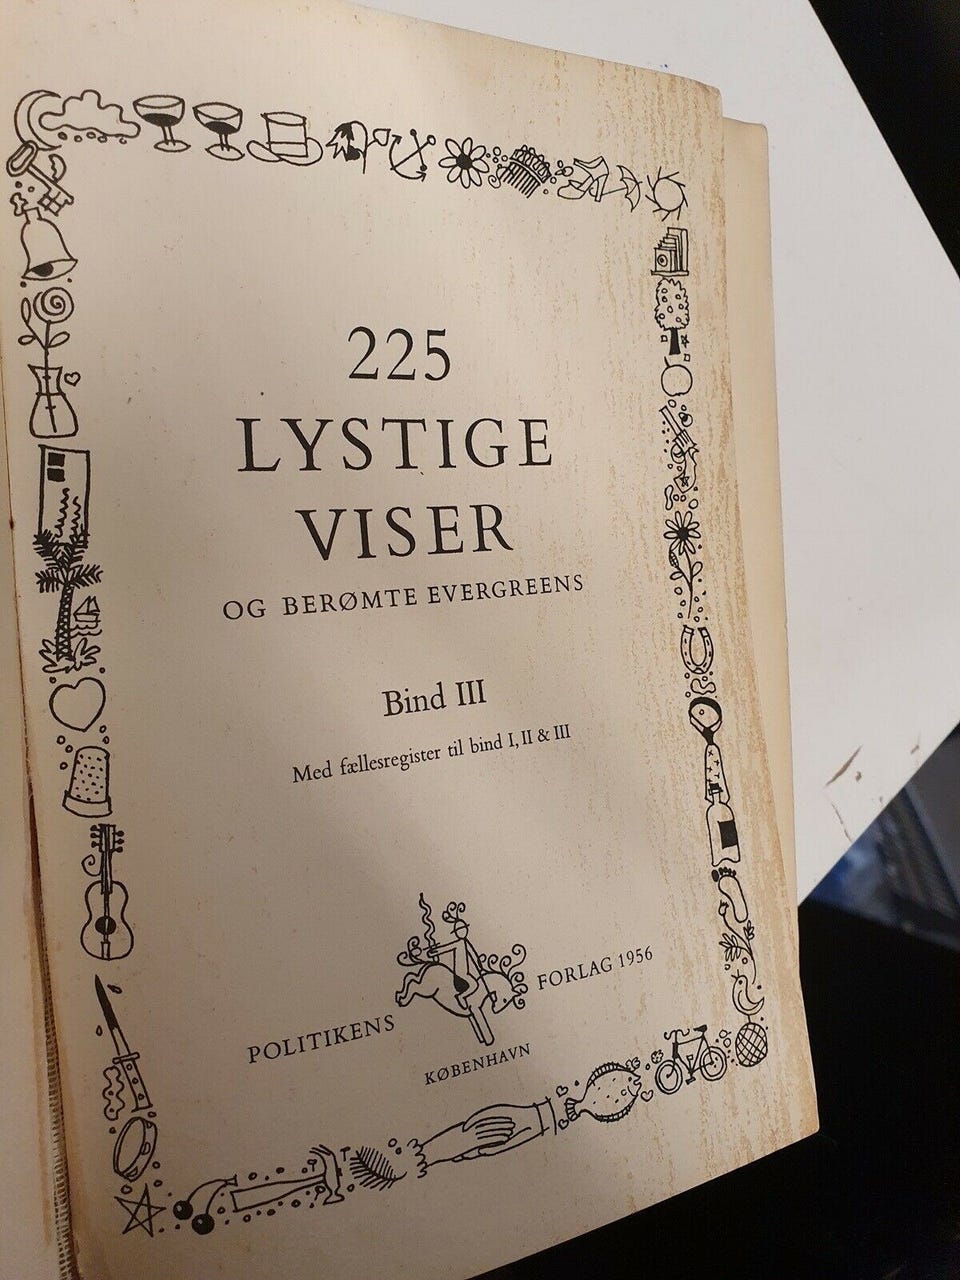 225
LYSTIGE
VISER
OG BERØMTE EVERGREENS
Bind III
Med fællesregister til bind I, II & III
POLITIKENS FORLAG 1956
KØBENHAVN